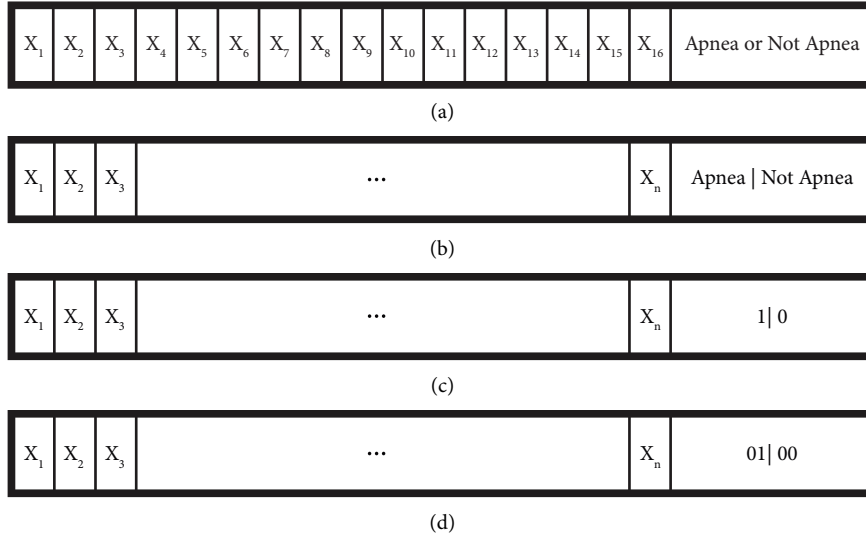 X1 X2 X3 X4 X5 X6 X7 X8 X9 X10 X11 X12 X13 X14 X15 X16 Apnea or Not Apnea
(a)
X1 X2 X3 ... Xn Apnea | Not Apnea
(b)
X1 X2 X3 ... Xn 1| 0
(c)
X1 X2 X3 ... Xn 01| 00
(d)